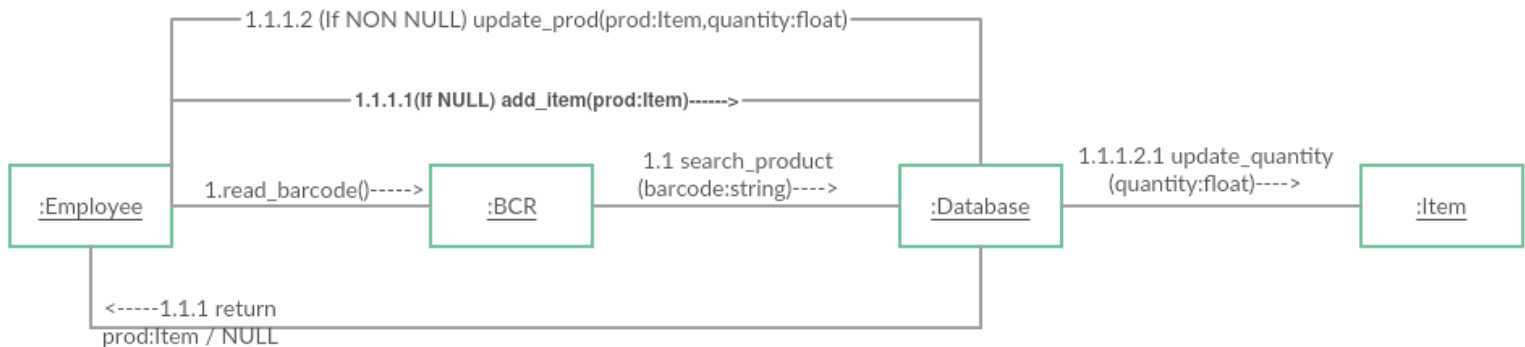 1.1.1.2 (If NON NULL) update_prod(prod:Item,quantity:float)
1.1.1.1(If NULL) add_item(prod:Item)------>
1.1 search_product
(barcode:string)---->
1.1.1.2.1 update_quantity
(quantity:float)---->
1.read_barcode()----->
:Employee
:BCR
:Database
:Item
<-----1.1.1 return
prod:Item / NULL